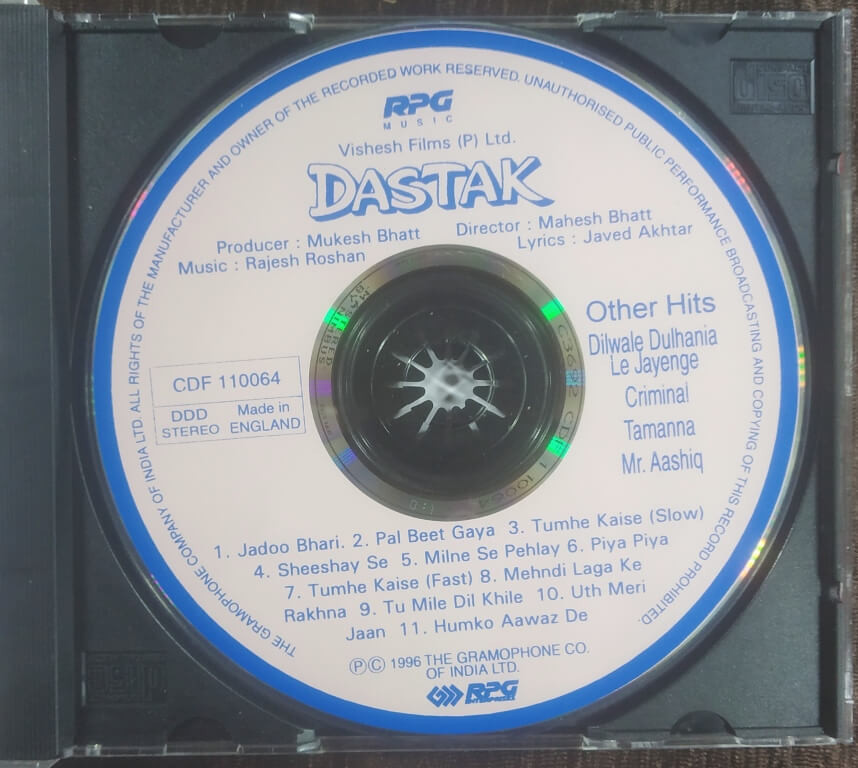 THE GRAMOPHONE COMPANY OF INDIA LTD. ALL RIGHTS OF THE MANUFACTURER AND OWNER OF THE RECORDED WORK RESERVED. UNAUTHORISED PUBLIC PERFORMANCE BROADCASTING AND COPYING OF THIS RECORD PROHIBITED.
RPG
MUSIC
Vishesh Films (P) Ltd.
DASTAK
Producer : Mukesh Bhatt Director : Mahesh Bhatt
Music : Rajesh Roshan Lyrics : Javed Akhtar
Other Hits
Dilwale Dulhania
Le Jayenge
Criminal
Tamanna
Mr. Aashiq
CDF 110064
DDD Made in
STEREO ENGLAND
MASTERED
BY NIMBUS
1. Jadoo Bhari. 2. Pal Beet Gaya 3. Tumhe Kaise (Slow)
4. Sheeshay Se 5. Milne Se Pehlay 6. Piya Piya
7. Tumhe Kaise (Fast) 8. Mehndi Laga Ke
Rakhna 9. Tu Mile Dil Khile 10. Uth Meri
Jaan 11. Humko Aawaz De
Ⓟ© 1996 THE GRAMOPHONE CO.
OF INDIA LTD.
RPG
ENTERPRISES